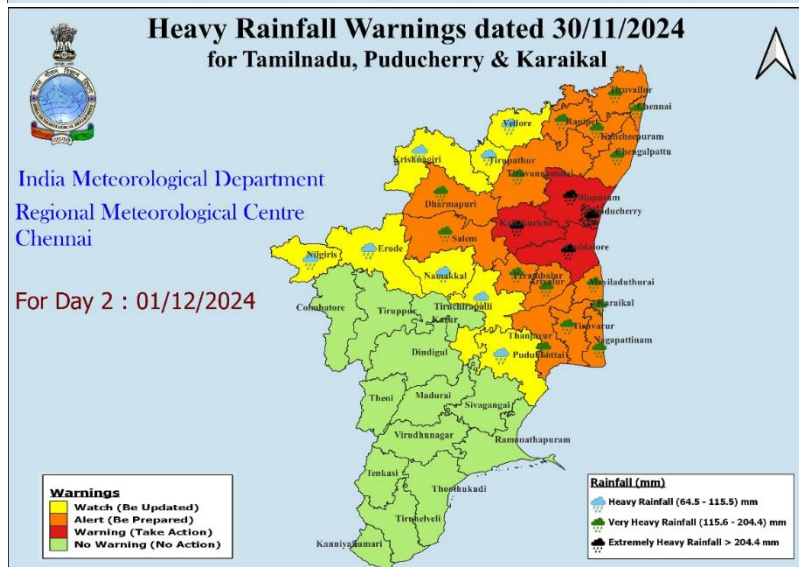 Heavy Rainfall Warnings dated 30/11/2024
for Tamilnadu, Puducherry & Karaikal
India Meteorological Department
Regional Meteorological Centre
Chennai
For Day 2 : 01/12/2024
Tiruvallur
Chennai
Ranipet
Kancheepuram
Chengalpattu
Vellore
Krishnagiri
Tirupathur
Tiruvannamalai
Dharmapuri
Villupuram
Puducherry
Kallakurichi
Cuddalore
Salem
Nilgiris
Erode
Namakkal
Perambalur
Ariyalur
Mayiladuthurai
Karaikal
Tiruchirapalli
Coimbatore
Tiruppur
Karur
Thanjavur
Tiruvarur
Nagapattinam
Dindigul
Pudukkottai
Theni
Madurai
Sivagangai
Virudhunagar
Ramanathapuram
Tenkasi
Thoothukudi
Tirunelveli
Kanniyakumari
Warnings
Watch (Be Updated)
Alert (Be Prepared)
Warning (Take Action)
No Warning (No Action)
Rainfall (mm)
Heavy Rainfall (64.5 - 115.5) mm
Very Heavy Rainfall (115.6 - 204.4) mm
Extremely Heavy Rainfall > 204.4 mm